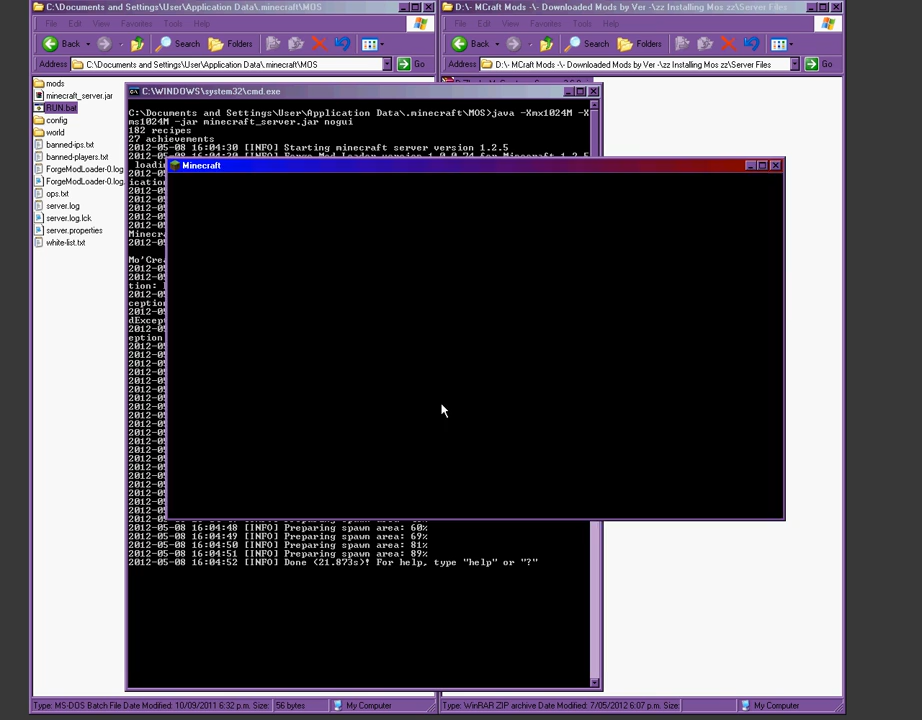 C:\Documents and Settings\User\Application Data\.minecraft\MOS
File Edit View Favorites Tools Help
Back Search Folders
Address C:\Documents and Settings\User\Application Data\.minecraft\MOS Go
mods
minecraft_server.jar
RUN.bat
config
world
banned-ips.txt
banned-players.txt
ForgeModLoader-0.log
ForgeModLoader-0.log.
ops.txt
server.log
server.log.lck
server.properties
white-list.txt
Type: MS-DOS Batch File Date Modified: 10/09/2011 6:32 p.m. Size: 56 bytes My Computer
D:\- MCraft Mods -\- Downloaded Mods by Ver -\zz Installing Mos zz\Server Files
File Edit View Favorites Tools Help
Back Search Folders
Address D:\- MCraft Mods -\- Downloaded Mods by Ver -\zz Installing Mos zz\Server Files Go
Type: WinRAR ZIP archive Date Modified: 7/05/2012 6:07 p.m. Size: My Computer
C:\WINDOWS\system32\cmd.exe
C:\Documents and Settings\User\Application Data\.minecraft\MOS>java -Xmx1024M -X
ms1024M -jar minecraft_server.jar nogui
182 recipes
27 achievements
2012-05-08 16:04:30 [INFO] Starting minecraft server version 1.2.5
Minecraft
Mo'Crea
tion:
ception
dExcep
eption
2012-05-08 16:04:48 [INFO] Preparing spawn area: 60%
2012-05-08 16:04:49 [INFO] Preparing spawn area: 69%
2012-05-08 16:04:50 [INFO] Preparing spawn area: 81%
2012-05-08 16:04:51 [INFO] Preparing spawn area: 89%
2012-05-08 16:04:52 [INFO] Done (21.873s)! For help, type "help" or "?"